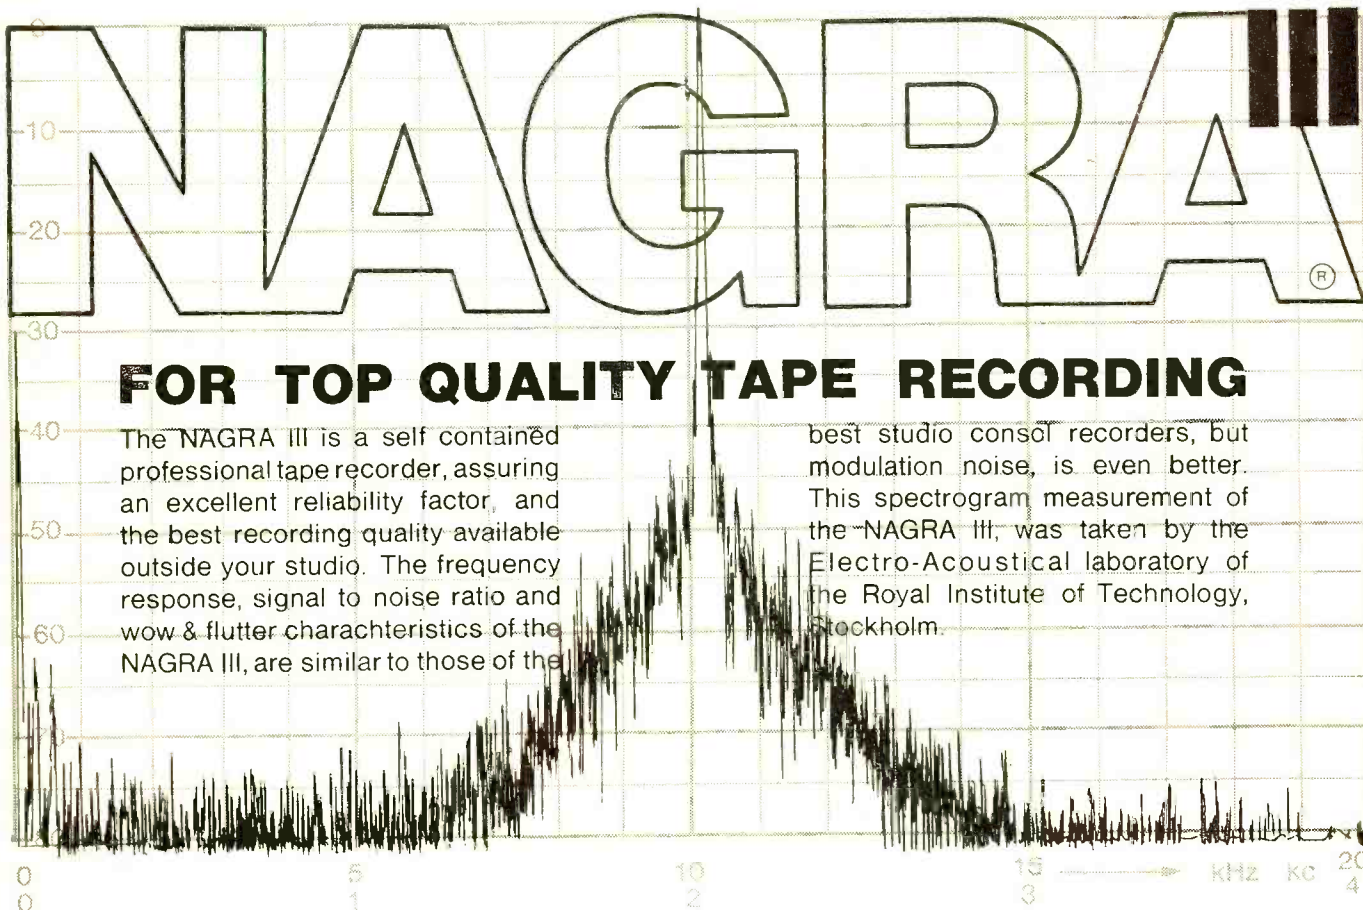 NAGRA III
®
FOR TOP QUALITY TAPE RECORDING
The NAGRA III is a self contained
professional tape recorder, assuring
an excellent reliability factor, and
the best recording quality available
outside your studio. The frequency
response, signal to noise ratio and
wow & flutter charachteristics of the
NAGRA III, are similar to those of the
best studio consol recorders, but
modulation noise, is even better.
This spectrogram measurement of
the NAGRA III, was taken by the
Electro-Acoustical laboratory of
the Royal Institute of Technology,
Stockholm.
0
10
20
30
40
50
60
70
0 5 10 15 kHz kc 20
0 1 2 3 4